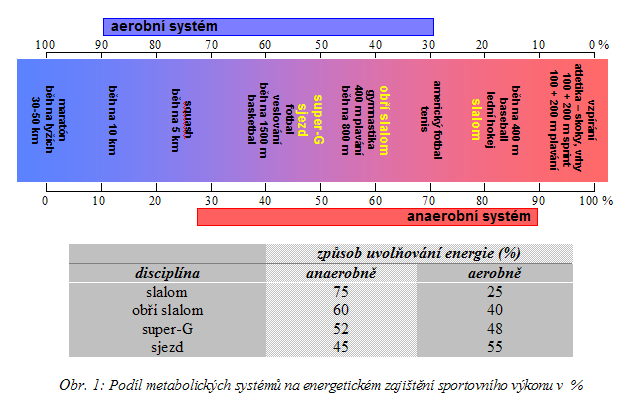 aerobní systém
100 90 80 70 60 50 40 30 20 10 0 %
maratón
běh na lyžích
30-50 km
běh na 10 km
squash
běh na 5 km
fotbal
veslování
běh na 1500 m
basketbal
super-G
sjezd
obří slalom
gymnastika
400 m plavání
běh na 800 m
americký fotbal
tenis
slalom
běh na 400 m
baseball
lední hokej
vzpírání
atletika – skoky, vrhy
100 + 200 m sprint
100 + 200 m plavání
0 10 20 30 40 50 60 70 80 90 100 %
anaerobní systém
způsob uvolňování energie (%)
disciplína anaerobně aerobně
slalom 75 25
obří slalom 60 40
super-G 52 48
sjezd 45 55
Obr. 1: Podíl metabolických systémů na energetickém zajištění sportovního výkonu v %